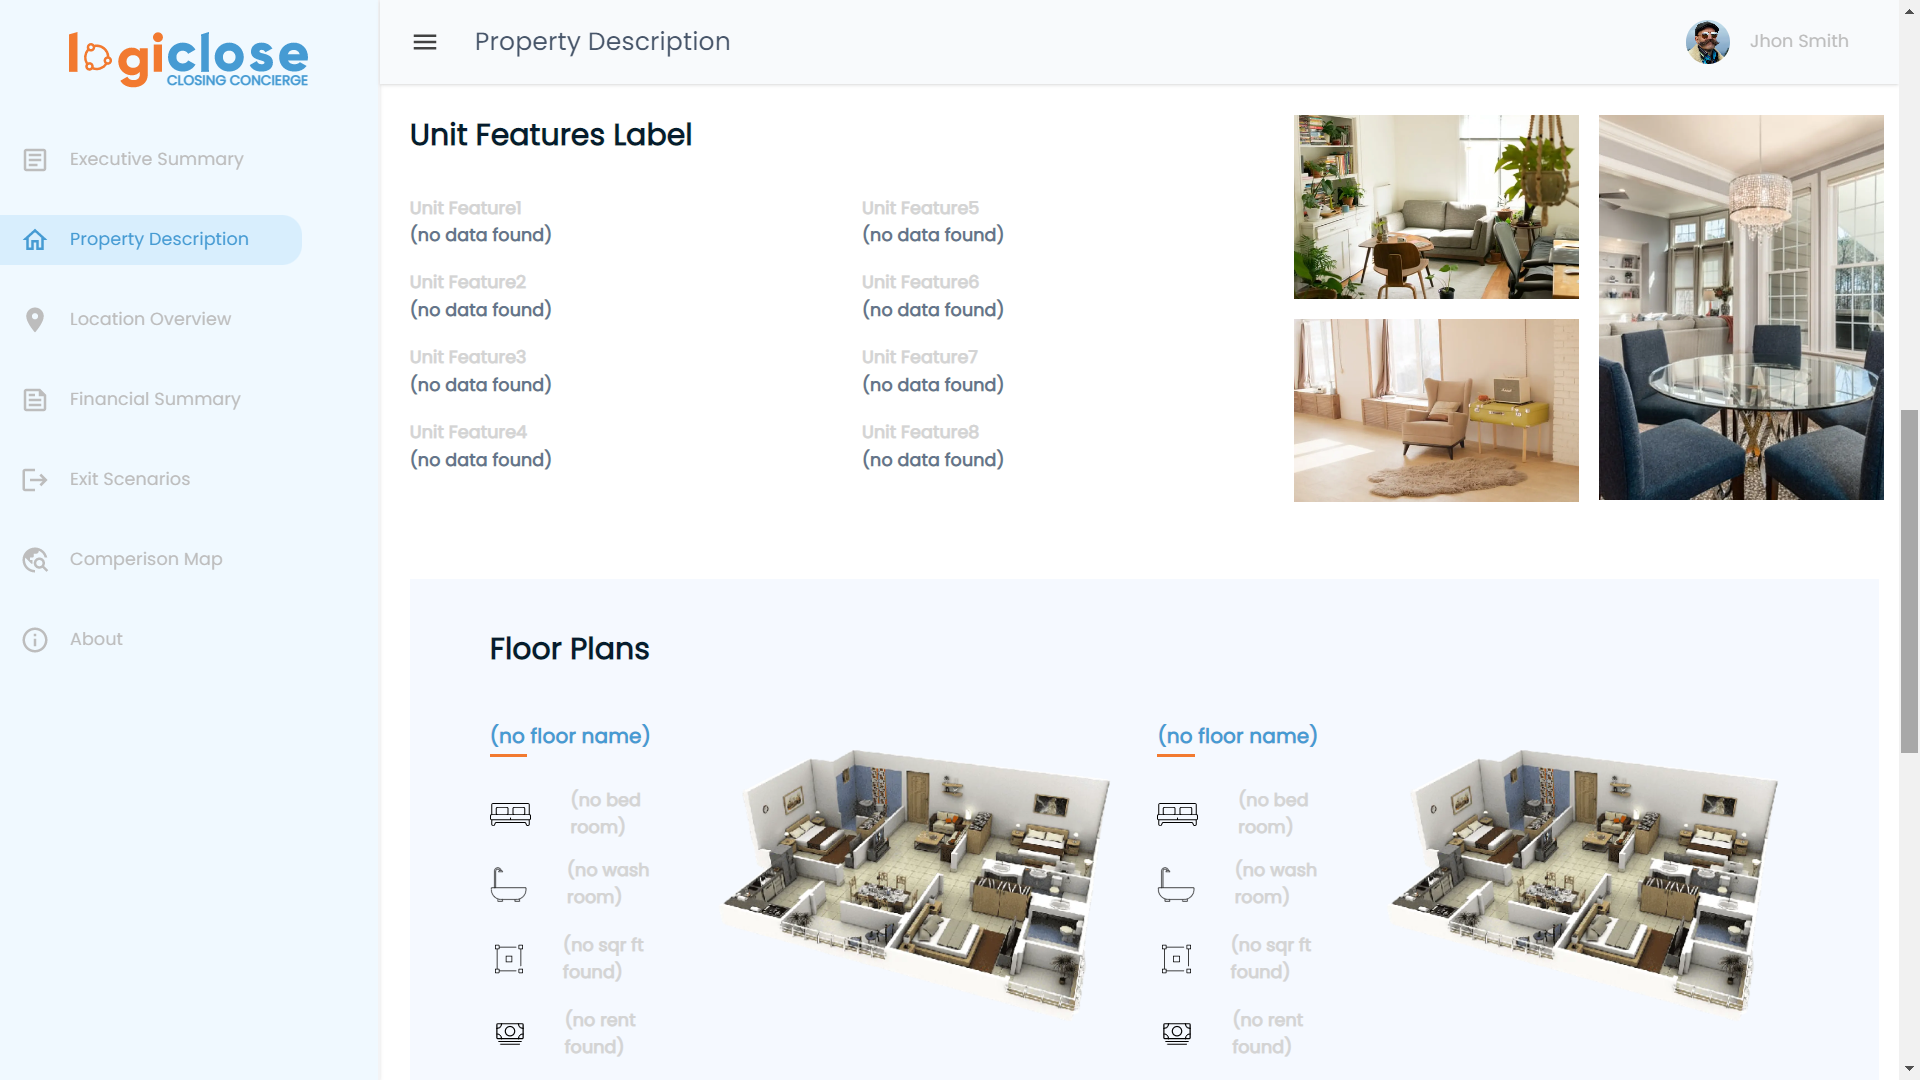 logiclose
CLOSING CONCIERGE
Executive Summary
Property Description
Location Overview
Financial Summary
Exit Scenarios
Comperison Map
About
Property Description
Jhon Smith
Unit Features Label
Unit Feature1
(no data found)
Unit Feature2
(no data found)
Unit Feature3
(no data found)
Unit Feature4
(no data found)
Unit Feature5
(no data found)
Unit Feature6
(no data found)
Unit Feature7
(no data found)
Unit Feature8
(no data found)
Floor Plans
(no floor name)
(no bed
room)
(no wash
room)
(no sqr ft
found)
(no rent
found)
(no floor name)
(no bed
room)
(no wash
room)
(no sqr ft
found)
(no rent
found)